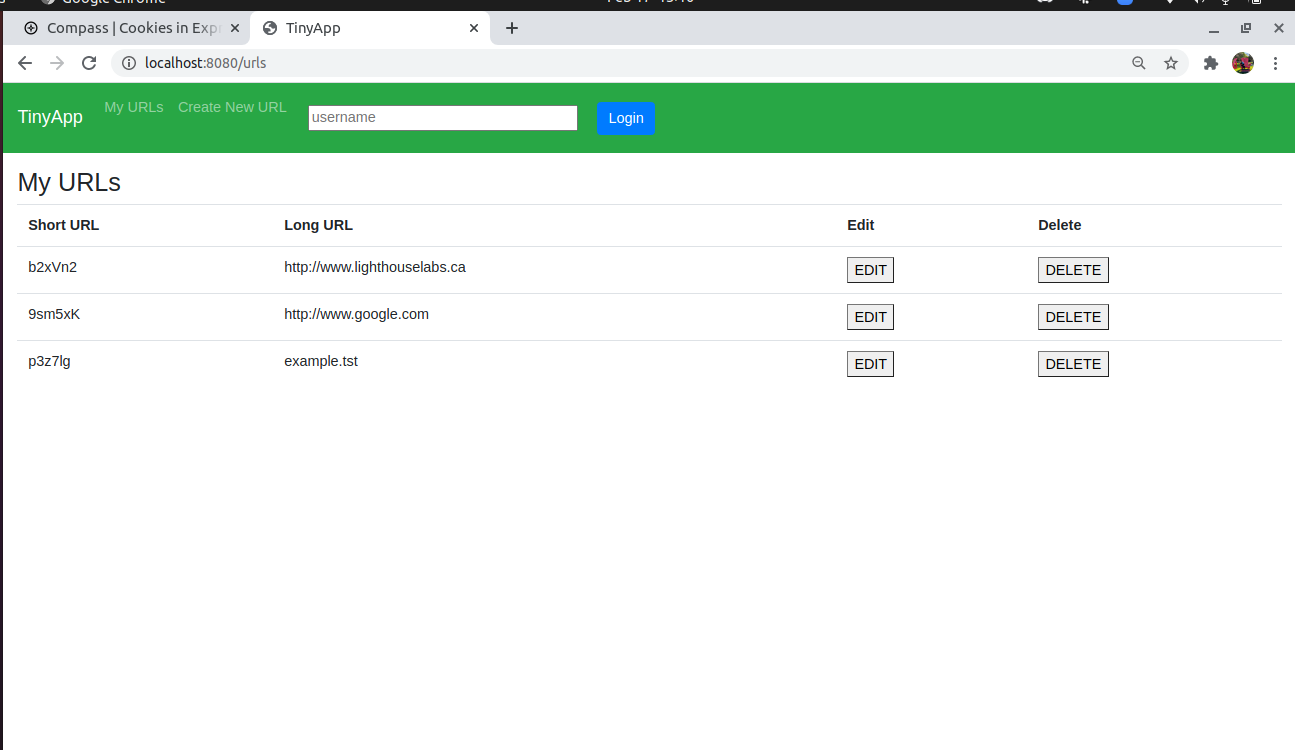 Google Chrome
Compass | Cookies in Expr
TinyApp
localhost:8080/urls
TinyApp My URLs Create New URL username Login
My URLs
Short URL Long URL Edit Delete
b2xVn2 http://www.lighthouselabs.ca EDIT DELETE
9sm5xK http://www.google.com EDIT DELETE
p3z7lg example.tst EDIT DELETE